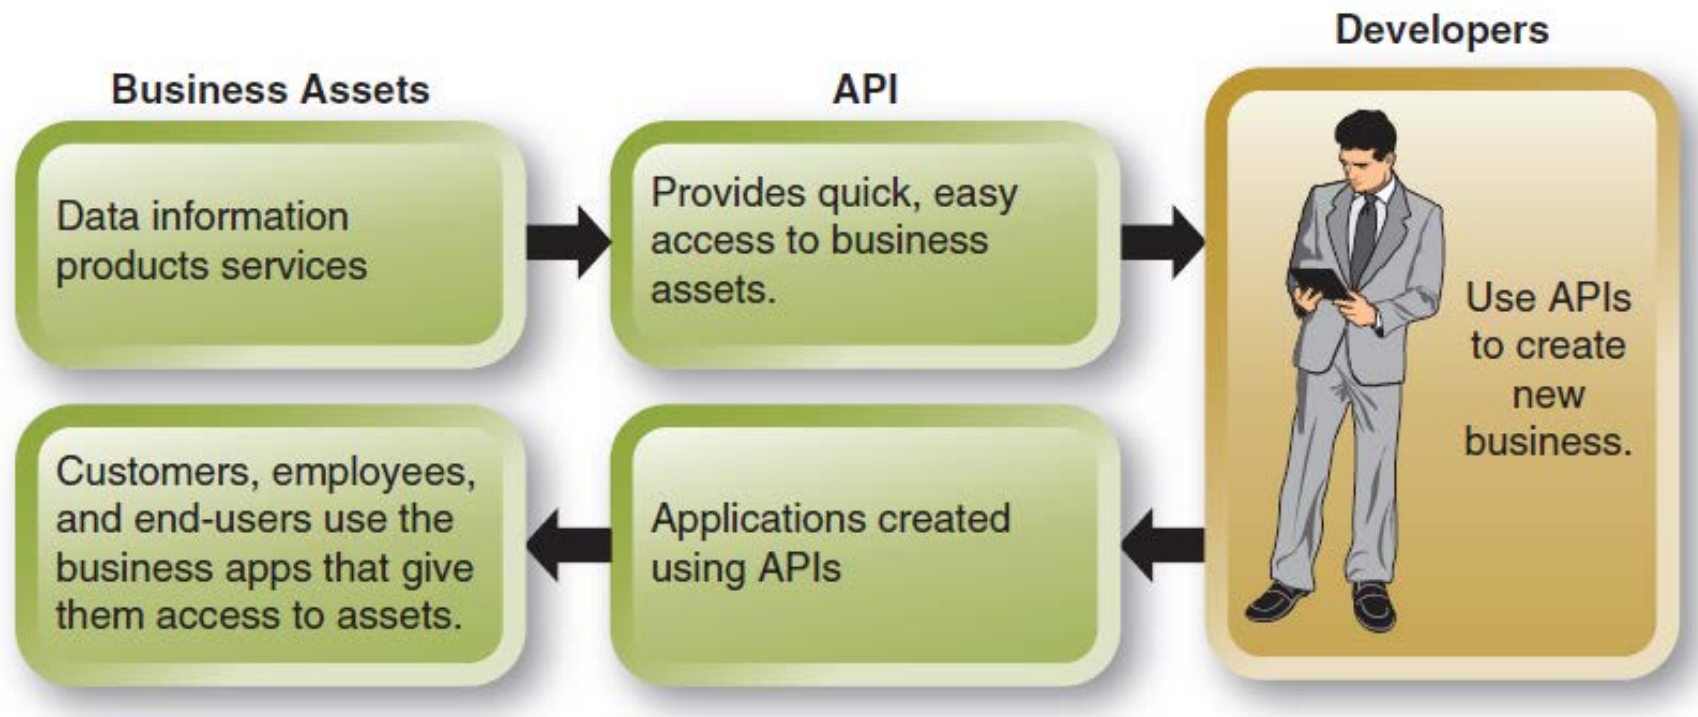 Developers
Business Assets
API
Data information
products services
Provides quick, easy
access to business
assets.
Use APIs
to create
new
business.
Customers, employees,
and end-users use the
business apps that give
them access to assets.
Applications created
using APIs